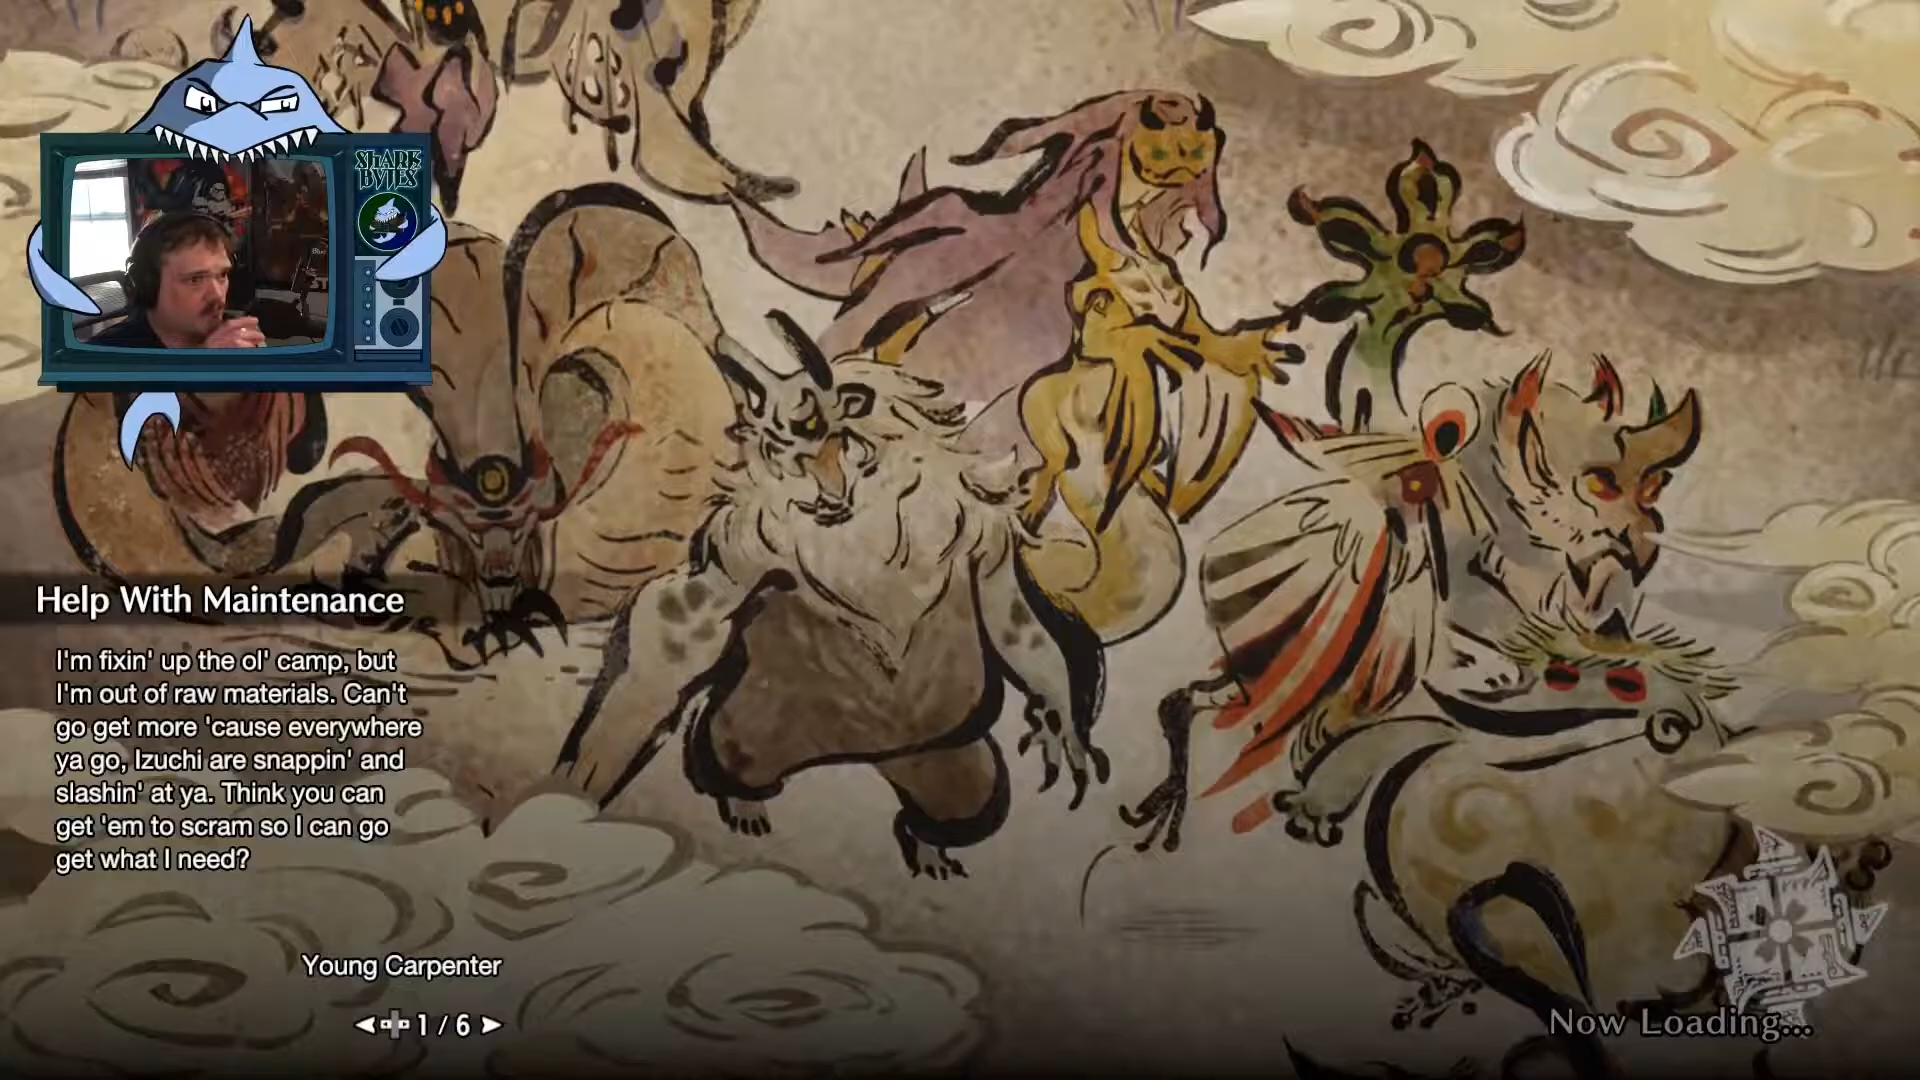 SHARK
BYTES
Help With Maintenance
I'm fixin' up the ol' camp, but
I'm out of raw materials. Can't
go get more 'cause everywhere
ya go, Izuchi are snappin' and
slashin' at ya. Think you can
get 'em to scram so I can go
get what I need?
Young Carpenter
1 / 6
Now Loading...